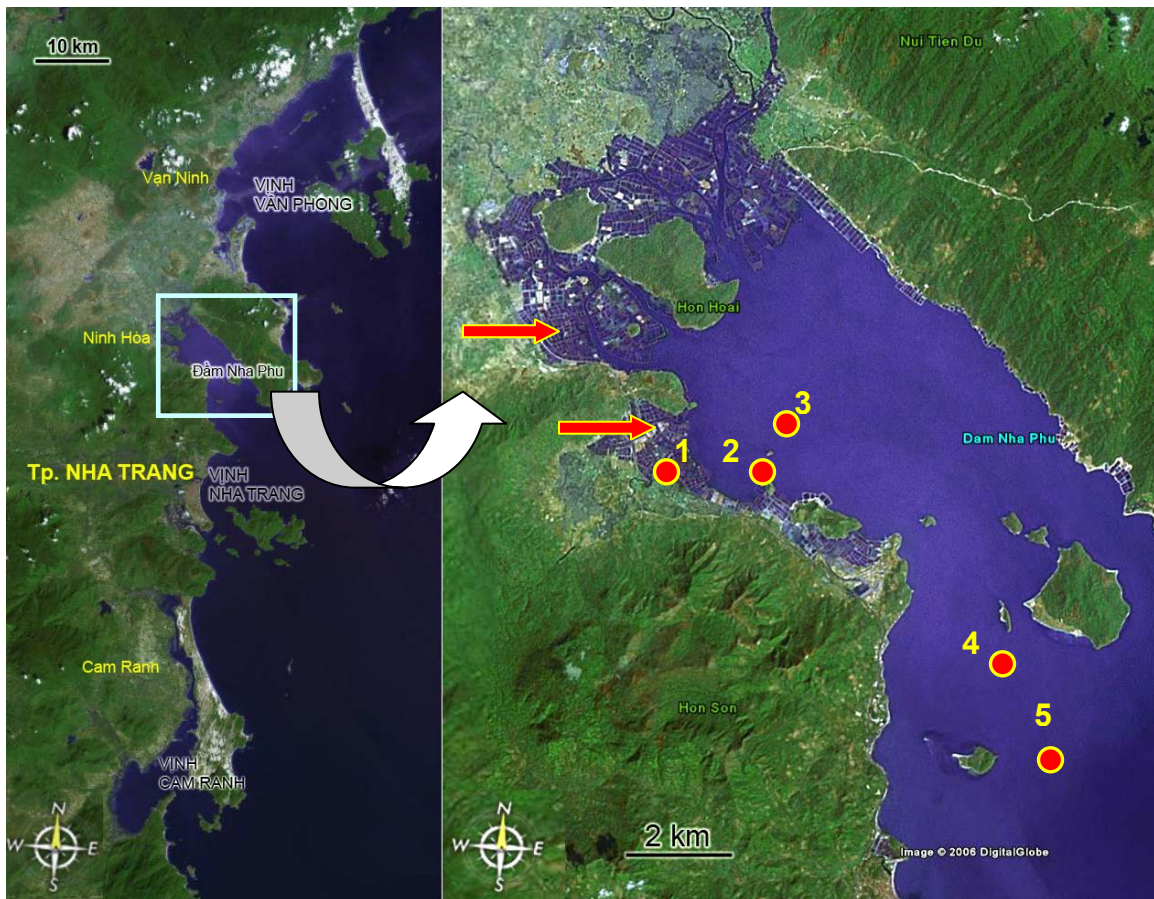 10 km
Vạn Ninh
VỊNH
VÂN PHONG
Ninh Hòa
Đầm Nha Phu
Tp. NHA TRANG
VỊNH
NHA TRANG
Cam Ranh
VỊNH
CAM RANH
N
W E
S
Nui Tien Du
Hon Hoai
3
Dam Nha Phu
1
2
4
5
Hon Son
2 km
N
W E
S
Image © 2006 DigitalGlobe